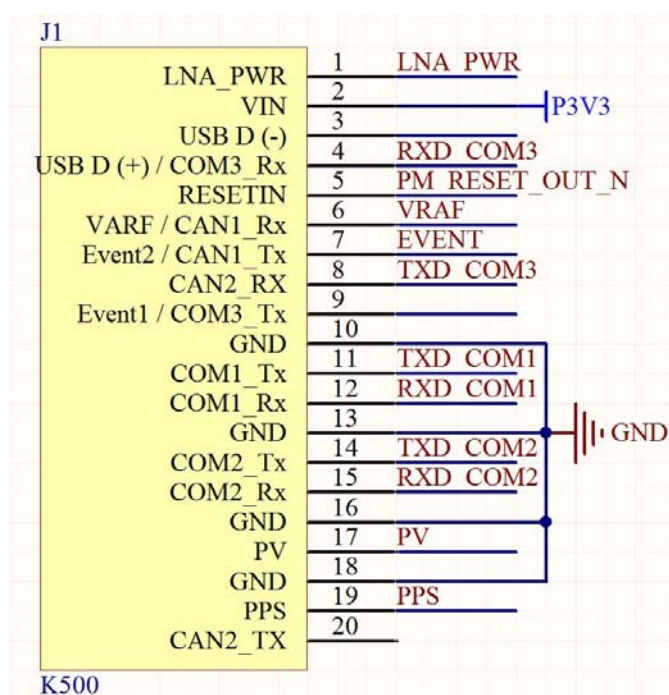 J1
LNA_PWR 1 LNA_PWR
VIN 2 P3V3
USB D (-) 3
USB D (+) / COM3_Rx 4 RXD_COM3
RESETIN 5 PM_RESET_OUT_N
VARF / CAN1_Rx 6 VRAF
Event2 / CAN1_Tx 7 EVENT
CAN2_RX 8 TXD_COM3
Event1 / COM3_Tx 9
GND 10
COM1_Tx 11 TXD_COM1
COM1_Rx 12 RXD_COM1
GND 13 GND
COM2_Tx 14 TXD_COM2
COM2_Rx 15 RXD_COM2
GND 16
PV 17 PV
GND 18
PPS 19 PPS
CAN2_TX 20
K500